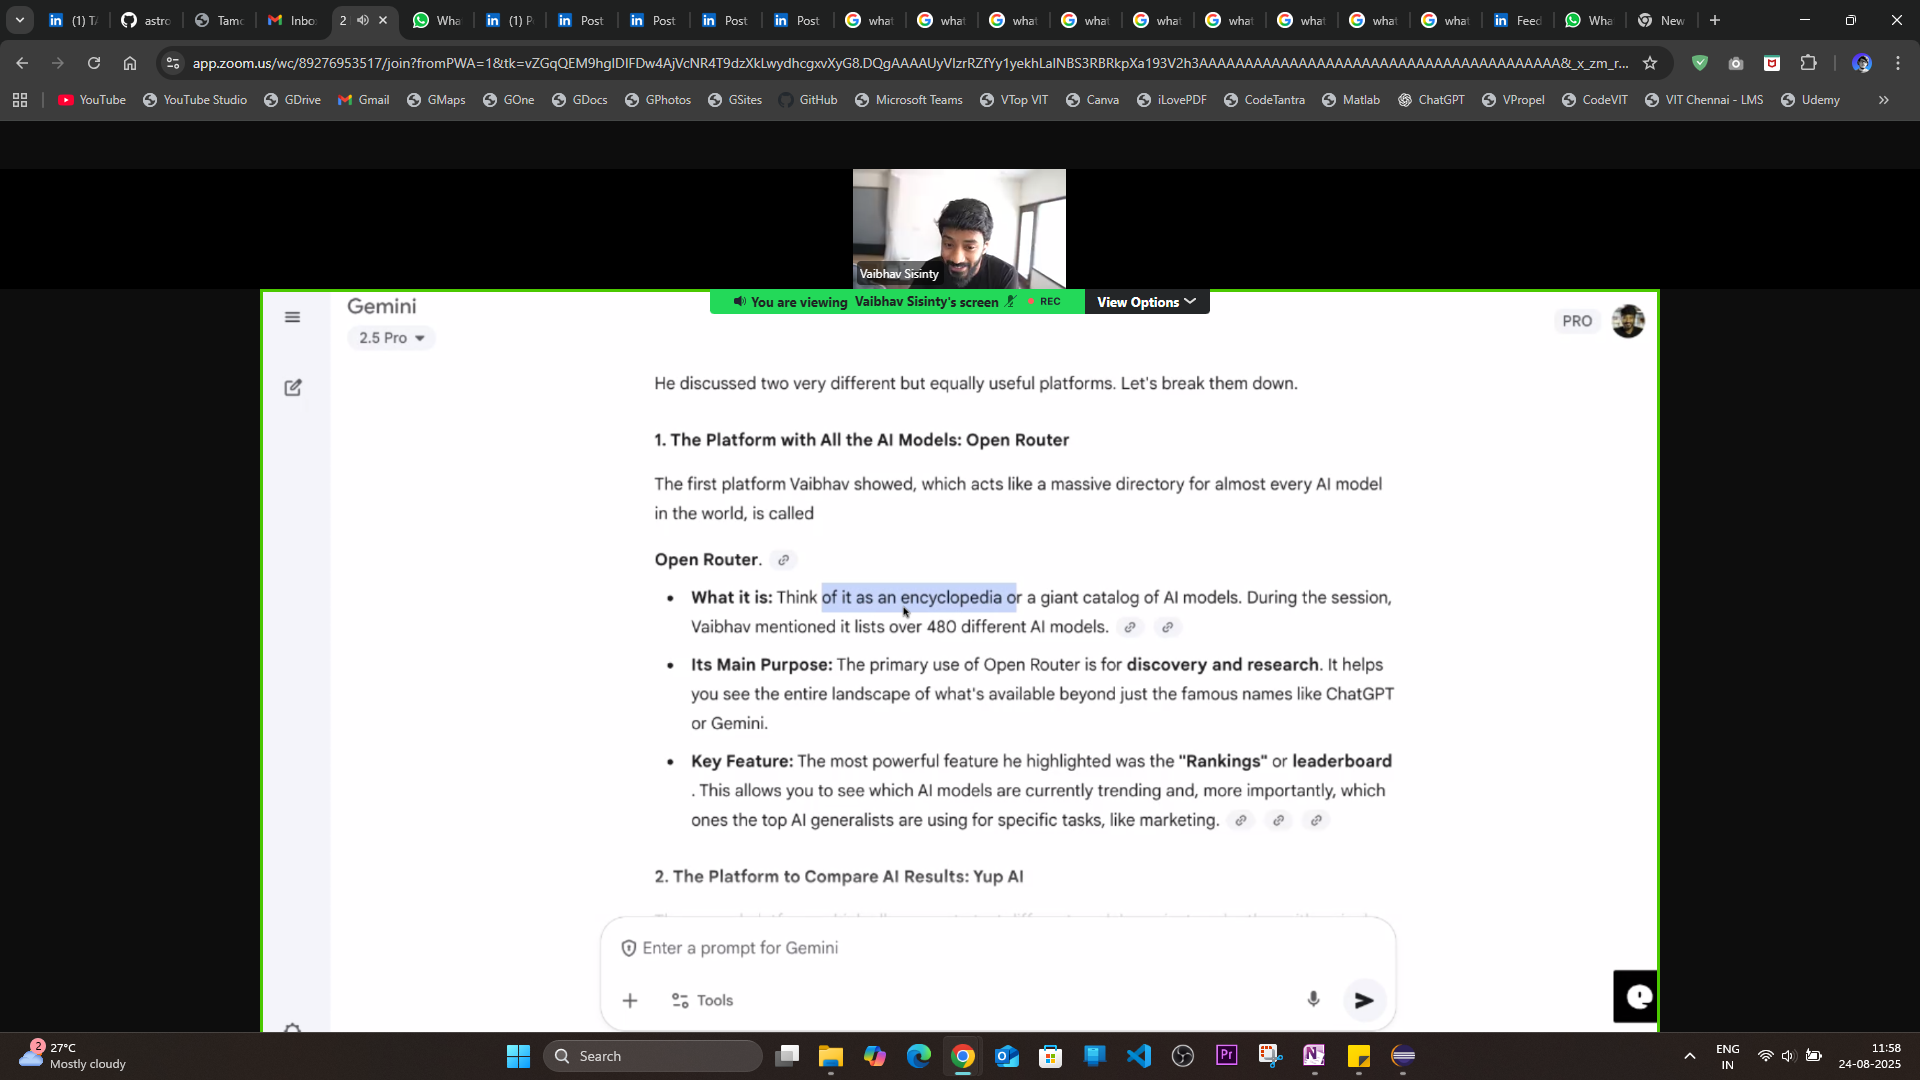 (1) T/
astro
Tamo
Inbo
2
Wha
(1) P
Post
Post
Post
Post
what
what
what
what
what
what
what
what
what
Feed
Wha
New
app.zoom.us/wc/89276953517/join?fromPWA=1&tk=
YouTube YouTube Studio GDrive Gmail GMaps GOne GDocs GPhotos GSites GitHub Microsoft Teams VTop VIT Canva iLovePDF CodeTantra Matlab ChatGPT VPropel CodeVIT VIT Chennai - LMS Udemy »
Vaibhav Sisinty
You are viewing Vaibhav Sisinty's screen REC View Options
Gemini
2.5 Pro
PRO
He discussed two very different but equally useful platforms. Let's break them down.
1. The Platform with All the AI Models: Open Router
The first platform Vaibhav showed, which acts like a massive directory for almost every AI model
in the world, is called
Open Router.
• What it is: Think of it as an encyclopedia or a giant catalog of AI models. During the session,
Vaibhav mentioned it lists over 480 different AI models.
• Its Main Purpose: The primary use of Open Router is for discovery and research. It helps
you see the entire landscape of what's available beyond just the famous names like ChatGPT
or Gemini.
• Key Feature: The most powerful feature he highlighted was the "Rankings" or leaderboard
. This allows you to see which AI models are currently trending and, more importantly, which
ones the top AI generalists are using for specific tasks, like marketing.
2. The Platform to Compare AI Results: Yup AI
Enter a prompt for Gemini
Tools
2
27°C
Mostly cloudy
Search
Pr
ENG
IN
11:58
24-08-2025